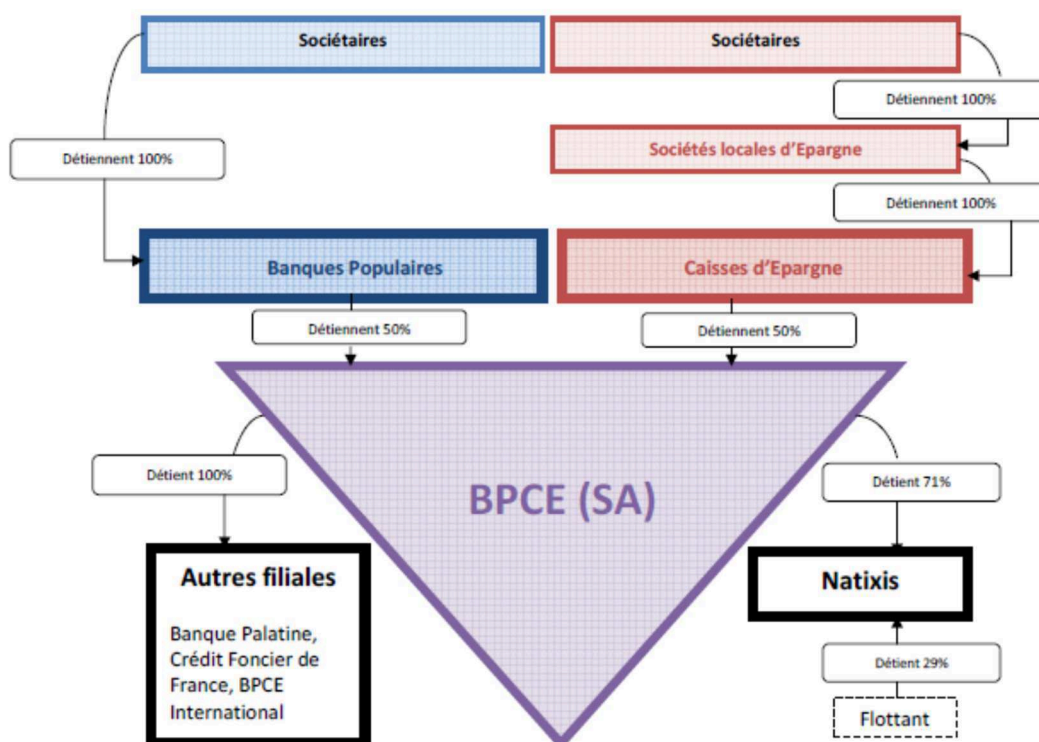 Sociétaires
Sociétaires
Détiennent 100%
Détiennent 100%
Sociétés locales d'Epargne
Détiennent 100%
Banques Populaires
Caisses d'Epargne
Détiennent 50%
Détiennent 50%
Détient 100%
Détient 71%
BPCE (SA)
Autres filiales
Banque Palatine,
Crédit Foncier de
France, BPCE
International
Natixis
Détient 29%
Flottant